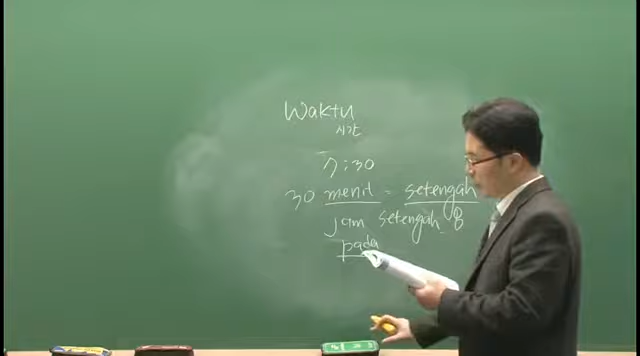 Waktu
시간
7:30
30 menit = setengah
jam setengah 8
pada